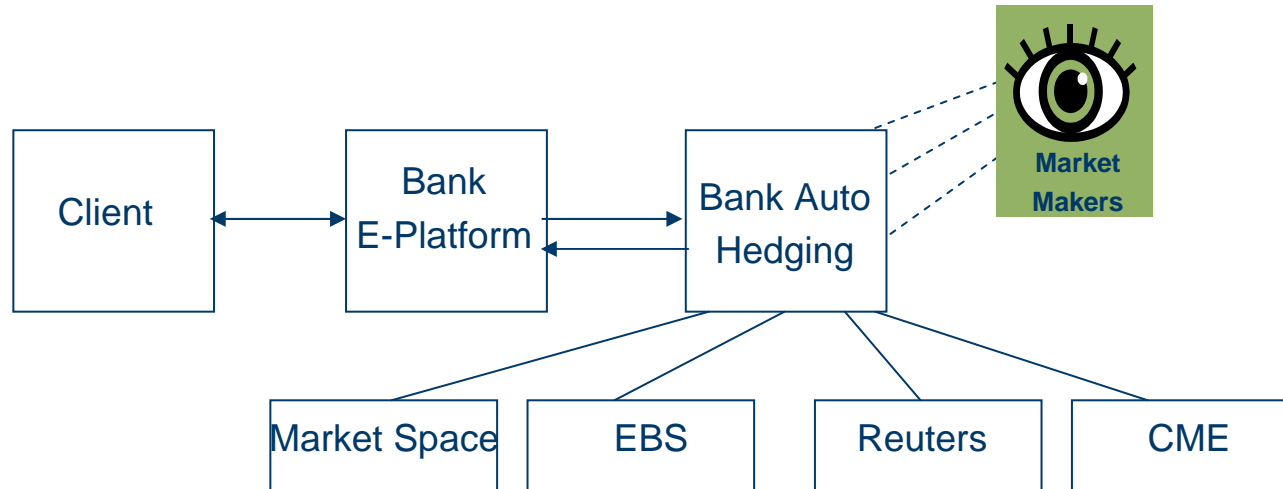 Client
Bank
E-Platform
Bank Auto
Hedging
Market
Makers
Market Space
EBS
Reuters
CME